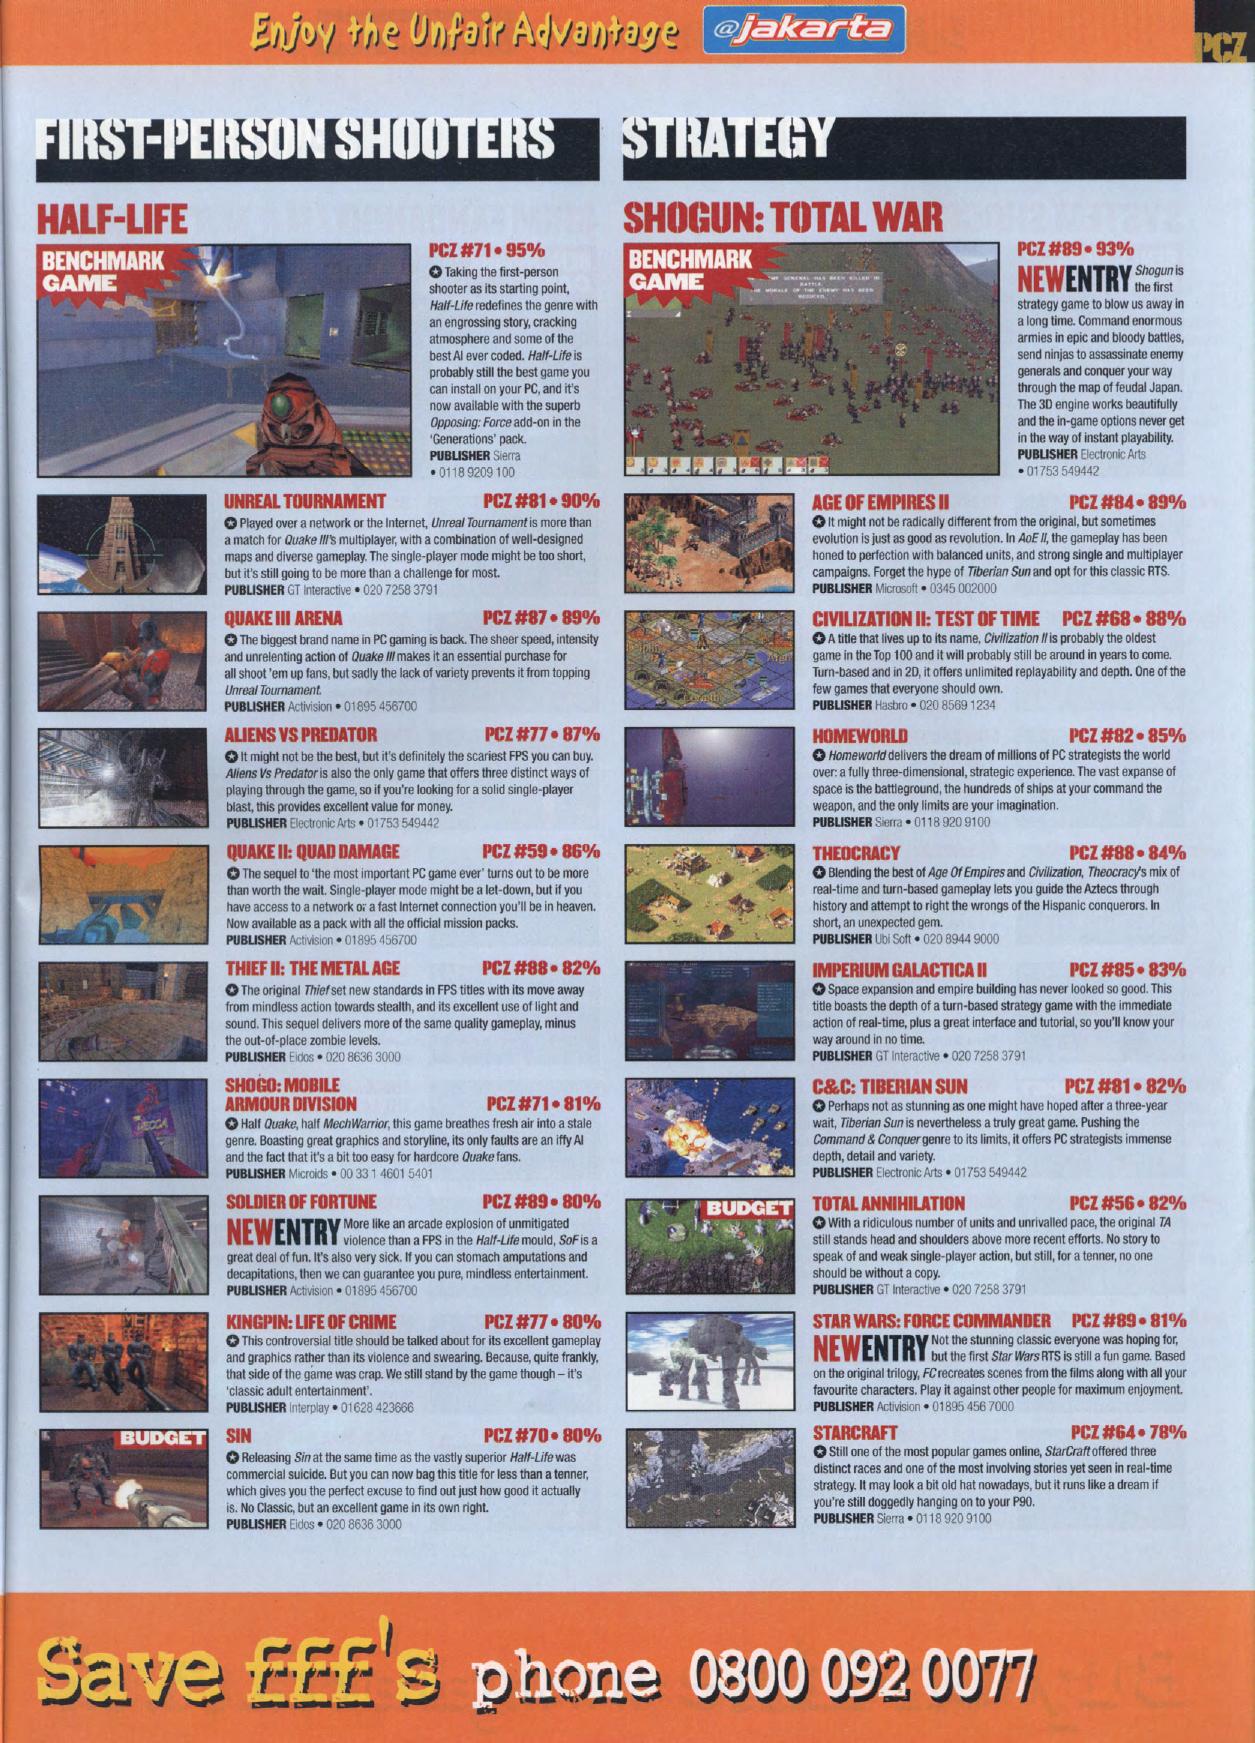 Enjoy the Unfair Advantage
@jakarta
PCZ
FIRST-PERSON SHOOTERS
HALF-LIFE
BENCHMARK
GAME
PCZ #71 • 95%
Taking the first-person
shooter as its starting point,
Half-Life redefines the genre with
an engrossing story, cracking
atmosphere and some of the
best AI ever coded. Half-Life is
probably still the best game you
can install on your PC, and it's
now available with the superb
Opposing: Force add-on in the
'Generations' pack.
PUBLISHER Sierra
• 0118 9209 100
UNREAL TOURNAMENT PCZ #81 • 90%
Played over a network or the Internet, Unreal Tournament is more than
a match for Quake III's multiplayer, with a combination of well-designed
maps and diverse gameplay. The single-player mode might be too short,
but it's still going to be more than a challenge for most.
PUBLISHER GT Interactive • 020 7258 3791
QUAKE III ARENA PCZ #87 • 89%
The biggest brand name in PC gaming is back. The sheer speed, intensity
and unrelenting action of Quake III makes it an essential purchase for
all shoot 'em up fans, but sadly the lack of variety prevents it from topping
Unreal Tournament.
PUBLISHER Activision • 01895 456700
ALIENS VS PREDATOR PCZ #77 • 87%
It might not be the best, but it's definitely the scariest FPS you can buy.
Aliens Vs Predator is also the only game that offers three distinct ways of
playing through the game, so if you're looking for a solid single-player
blast, this provides excellent value for money.
PUBLISHER Electronic Arts • 01753 549442
QUAKE II: QUAD DAMAGE PCZ #59 • 86%
The sequel to 'the most important PC game ever' turns out to be more
than worth the wait. Single-player mode might be a let-down, but if you
have access to a network or a fast Internet connection you'll be in heaven.
Now available as a pack with all the official mission packs.
PUBLISHER Activision • 01895 456700
THIEF II: THE METAL AGE PCZ #88 • 82%
The original Thief set new standards in FPS titles with its move away
from mindless action towards stealth, and its excellent use of light and
sound. This sequel delivers more of the same quality gameplay, minus
the out-of-place zombie levels.
PUBLISHER Eidos • 020 8636 3000
SHOGO: MOBILE
ARMOUR DIVISION PCZ #71 • 81%
Half Quake, half MechWarrior, this game breathes fresh air into a stale
genre. Boasting great graphics and storyline, its only faults are an iffy AI
and the fact that it's a bit too easy for hardcore Quake fans.
PUBLISHER Microids • 00 33 1 4601 5401
SOLDIER OF FORTUNE PCZ #89 • 80%
NEW ENTRY More like an arcade explosion of unmitigated
violence than a FPS in the Half-Life mould, SoF is a
great deal of fun. It's also very sick. If you can stomach amputations and
decapitations, then we can guarantee you pure, mindless entertainment.
PUBLISHER Activision • 01895 456700
KINGPIN: LIFE OF CRIME PCZ #77 • 80%
This controversial title should be talked about for its excellent gameplay
and graphics rather than its violence and swearing. Because, quite frankly,
that side of the game was crap. We still stand by the game though – it's
'classic adult entertainment'.
PUBLISHER Interplay • 01628 423666
BUDGET
SIN PCZ #70 • 80%
Releasing Sin at the same time as the vastly superior Half-Life was
commercial suicide. But you can now bag this title for less than a tenner,
which gives you the perfect excuse to find out just how good it actually
is. No Classic, but an excellent game in its own right.
PUBLISHER Eidos • 020 8636 3000
STRATEGY
SHOGUN: TOTAL WAR
BENCHMARK
GAME
PCZ #89 • 93%
NEW ENTRY Shogun is
the first
strategy game to blow us away in
a long time. Command enormous
armies in epic and bloody battles,
send ninjas to assassinate enemy
generals and conquer your way
through the map of feudal Japan.
The 3D engine works beautifully
and the in-game options never get
in the way of instant playability.
PUBLISHER Electronic Arts
• 01753 549442
AGE OF EMPIRES II PCZ #84 • 89%
It might not be radically different from the original, but sometimes
evolution is just as good as revolution. In AoE II, the gameplay has been
honed to perfection with balanced units, and strong single and multiplayer
campaigns. Forget the hype of Tiberian Sun and opt for this classic RTS.
PUBLISHER Microsoft • 0345 002000
CIVILIZATION II: TEST OF TIME PCZ #68 • 88%
A title that lives up to its name, Civilization II is probably the oldest
game in the Top 100 and it will probably still be around in years to come.
Turn-based and in 2D, it offers unlimited replayability and depth. One of the
few games that everyone should own.
PUBLISHER Hasbro • 020 8569 1234
HOMEWORLD PCZ #82 • 85%
Homeworld delivers the dream of millions of PC strategists the world
over: a fully three-dimensional, strategic experience. The vast expanse of
space is the battleground, the hundreds of ships at your command the
weapon, and the only limits are your imagination.
PUBLISHER Sierra • 0118 920 9100
THEOCRACY PCZ #88 • 84%
Blending the best of Age Of Empires and Civilization, Theocracy's mix of
real-time and turn-based gameplay lets you guide the Aztecs through
history and attempt to right the wrongs of the Hispanic conquerors. In
short, an unexpected gem.
PUBLISHER Ubi Soft • 020 8944 9000
IMPERIUM GALACTICA II PCZ #85 • 83%
Space expansion and empire building has never looked so good. This
title boasts the depth of a turn-based strategy game with the immediate
action of real-time, plus a great interface and tutorial, so you'll know your
way around in no time.
PUBLISHER GT Interactive • 020 7258 3791
C&C: TIBERIAN SUN PCZ #81 • 82%
Perhaps not as stunning as one might have hoped after a three-year
wait, Tiberian Sun is nevertheless a truly great game. Pushing the
Command & Conquer genre to its limits, it offers PC strategists immense
depth, detail and variety.
PUBLISHER Electronic Arts • 01753 549442
BUDGET
TOTAL ANNIHILATION PCZ #56 • 82%
With a ridiculous number of units and unrivalled pace, the original TA
still stands head and shoulders above more recent efforts. No story to
speak of and weak single-player action, but still, for a tenner, no one
should be without a copy.
PUBLISHER GT Interactive • 020 7258 3791
STAR WARS: FORCE COMMANDER PCZ #89 • 81%
NEW ENTRY Not the stunning classic everyone was hoping for,
but the first Star Wars RTS is still a fun game. Based
on the original trilogy, FC recreates scenes from the films along with all your
favourite characters. Play it against other people for maximum enjoyment.
PUBLISHER Activision • 01895 456 7000
STARCRAFT PCZ #64 • 78%
Still one of the most popular games online, StarCraft offered three
distinct races and one of the most involving stories yet seen in real-time
strategy. It may look a bit old hat nowadays, but it runs like a dream if
you're still doggedly hanging on to your P90.
PUBLISHER Sierra • 0118 920 9100
Save £££'s phone 0800 092 0077